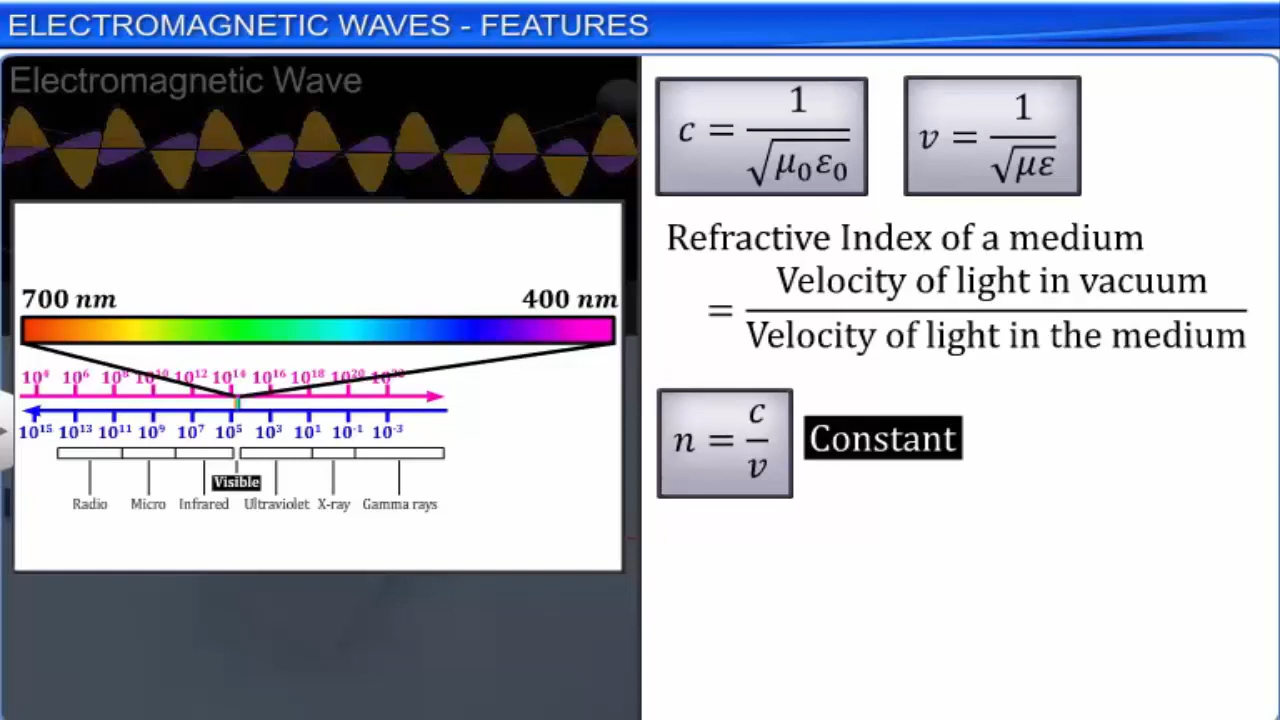 ELECTROMAGNETIC WAVES - FEATURES
Electromagnetic Wave
700 nm 400 nm
10⁴ 10⁶ 10⁸ 10¹⁰ 10¹² 10¹⁴ 10¹⁶ 10¹⁸ 10²⁰
10¹⁵ 10¹³ 10¹¹ 10⁹ 10⁷ 10⁵ 10³ 10¹ 10⁻¹ 10⁻³
Visible
Radio Micro Infrared Ultraviolet X-ray Gamma rays
c = 1/√μ₀ε₀ v = 1/√με
Refractive Index of a medium
= Velocity of light in vacuum
Velocity of light in the medium
n = c/v Constant